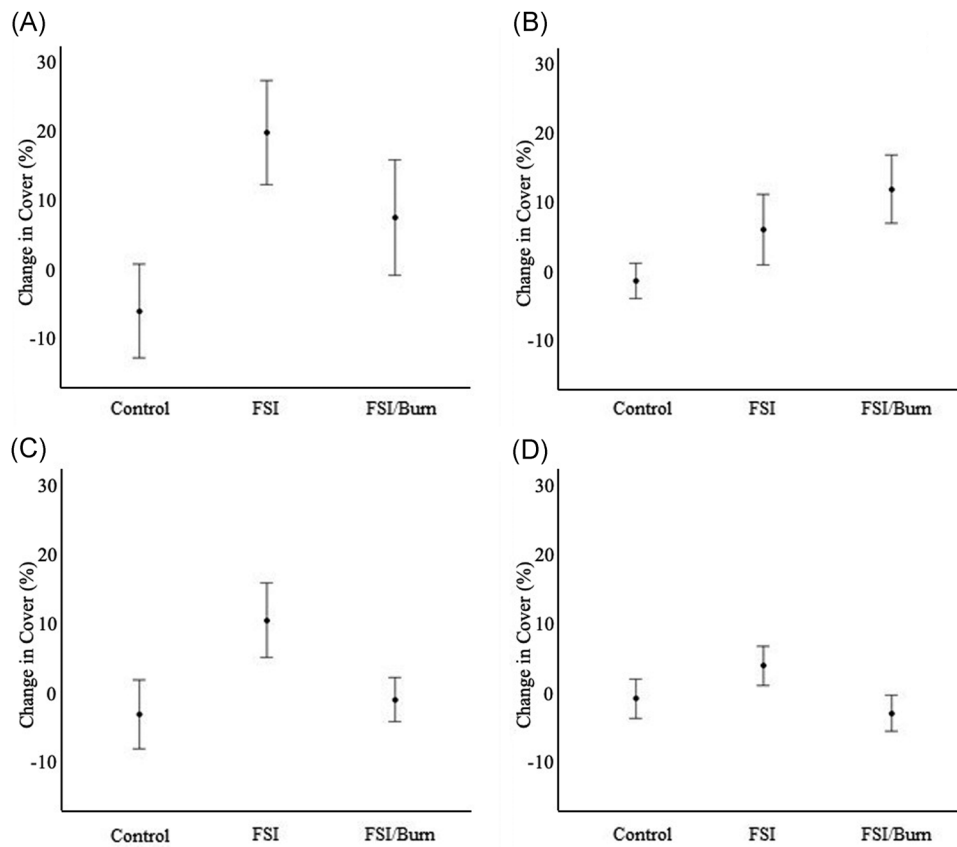 (A)
Change in Cover (%)
30
20
10
0
-10
Control FSI FSI/Burn
(B)
Change in Cover (%)
30
20
10
0
-10
Control FSI FSI/Burn
(C)
Change in Cover (%)
30
20
10
0
-10
Control FSI FSI/Burn
(D)
Change in Cover (%)
30
20
10
0
-10
Control FSI FSI/Burn